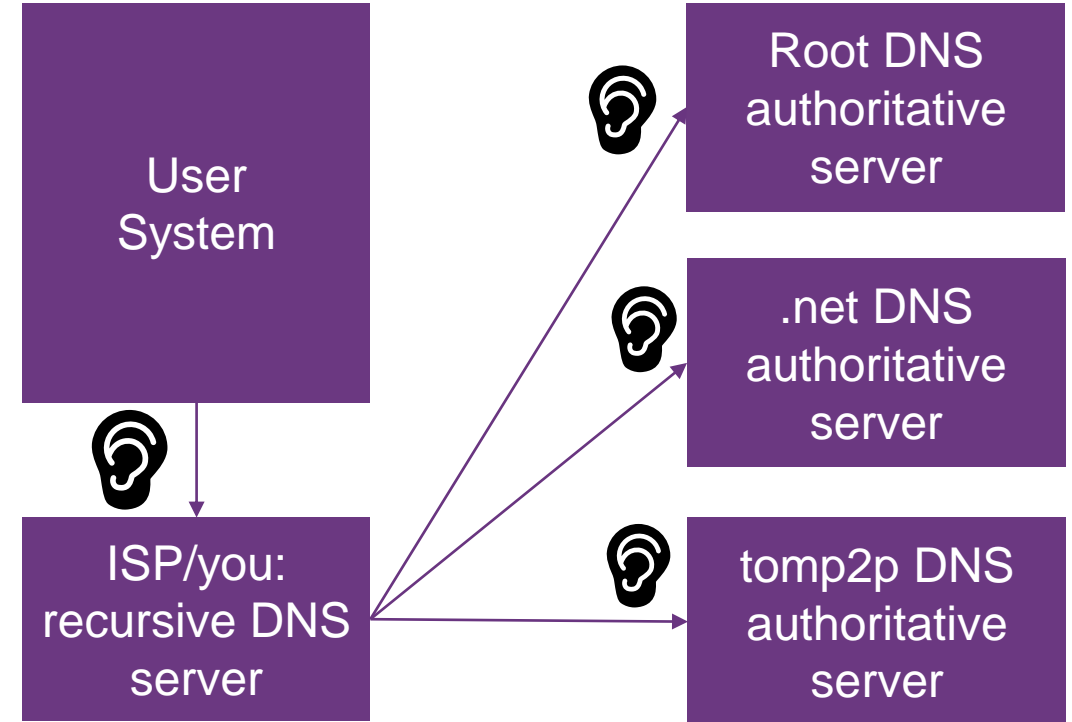 User
System
ISP/you:
recursive DNS
server
Root DNS
authoritative
server
.net DNS
authoritative
server
tomp2p DNS
authoritative
server